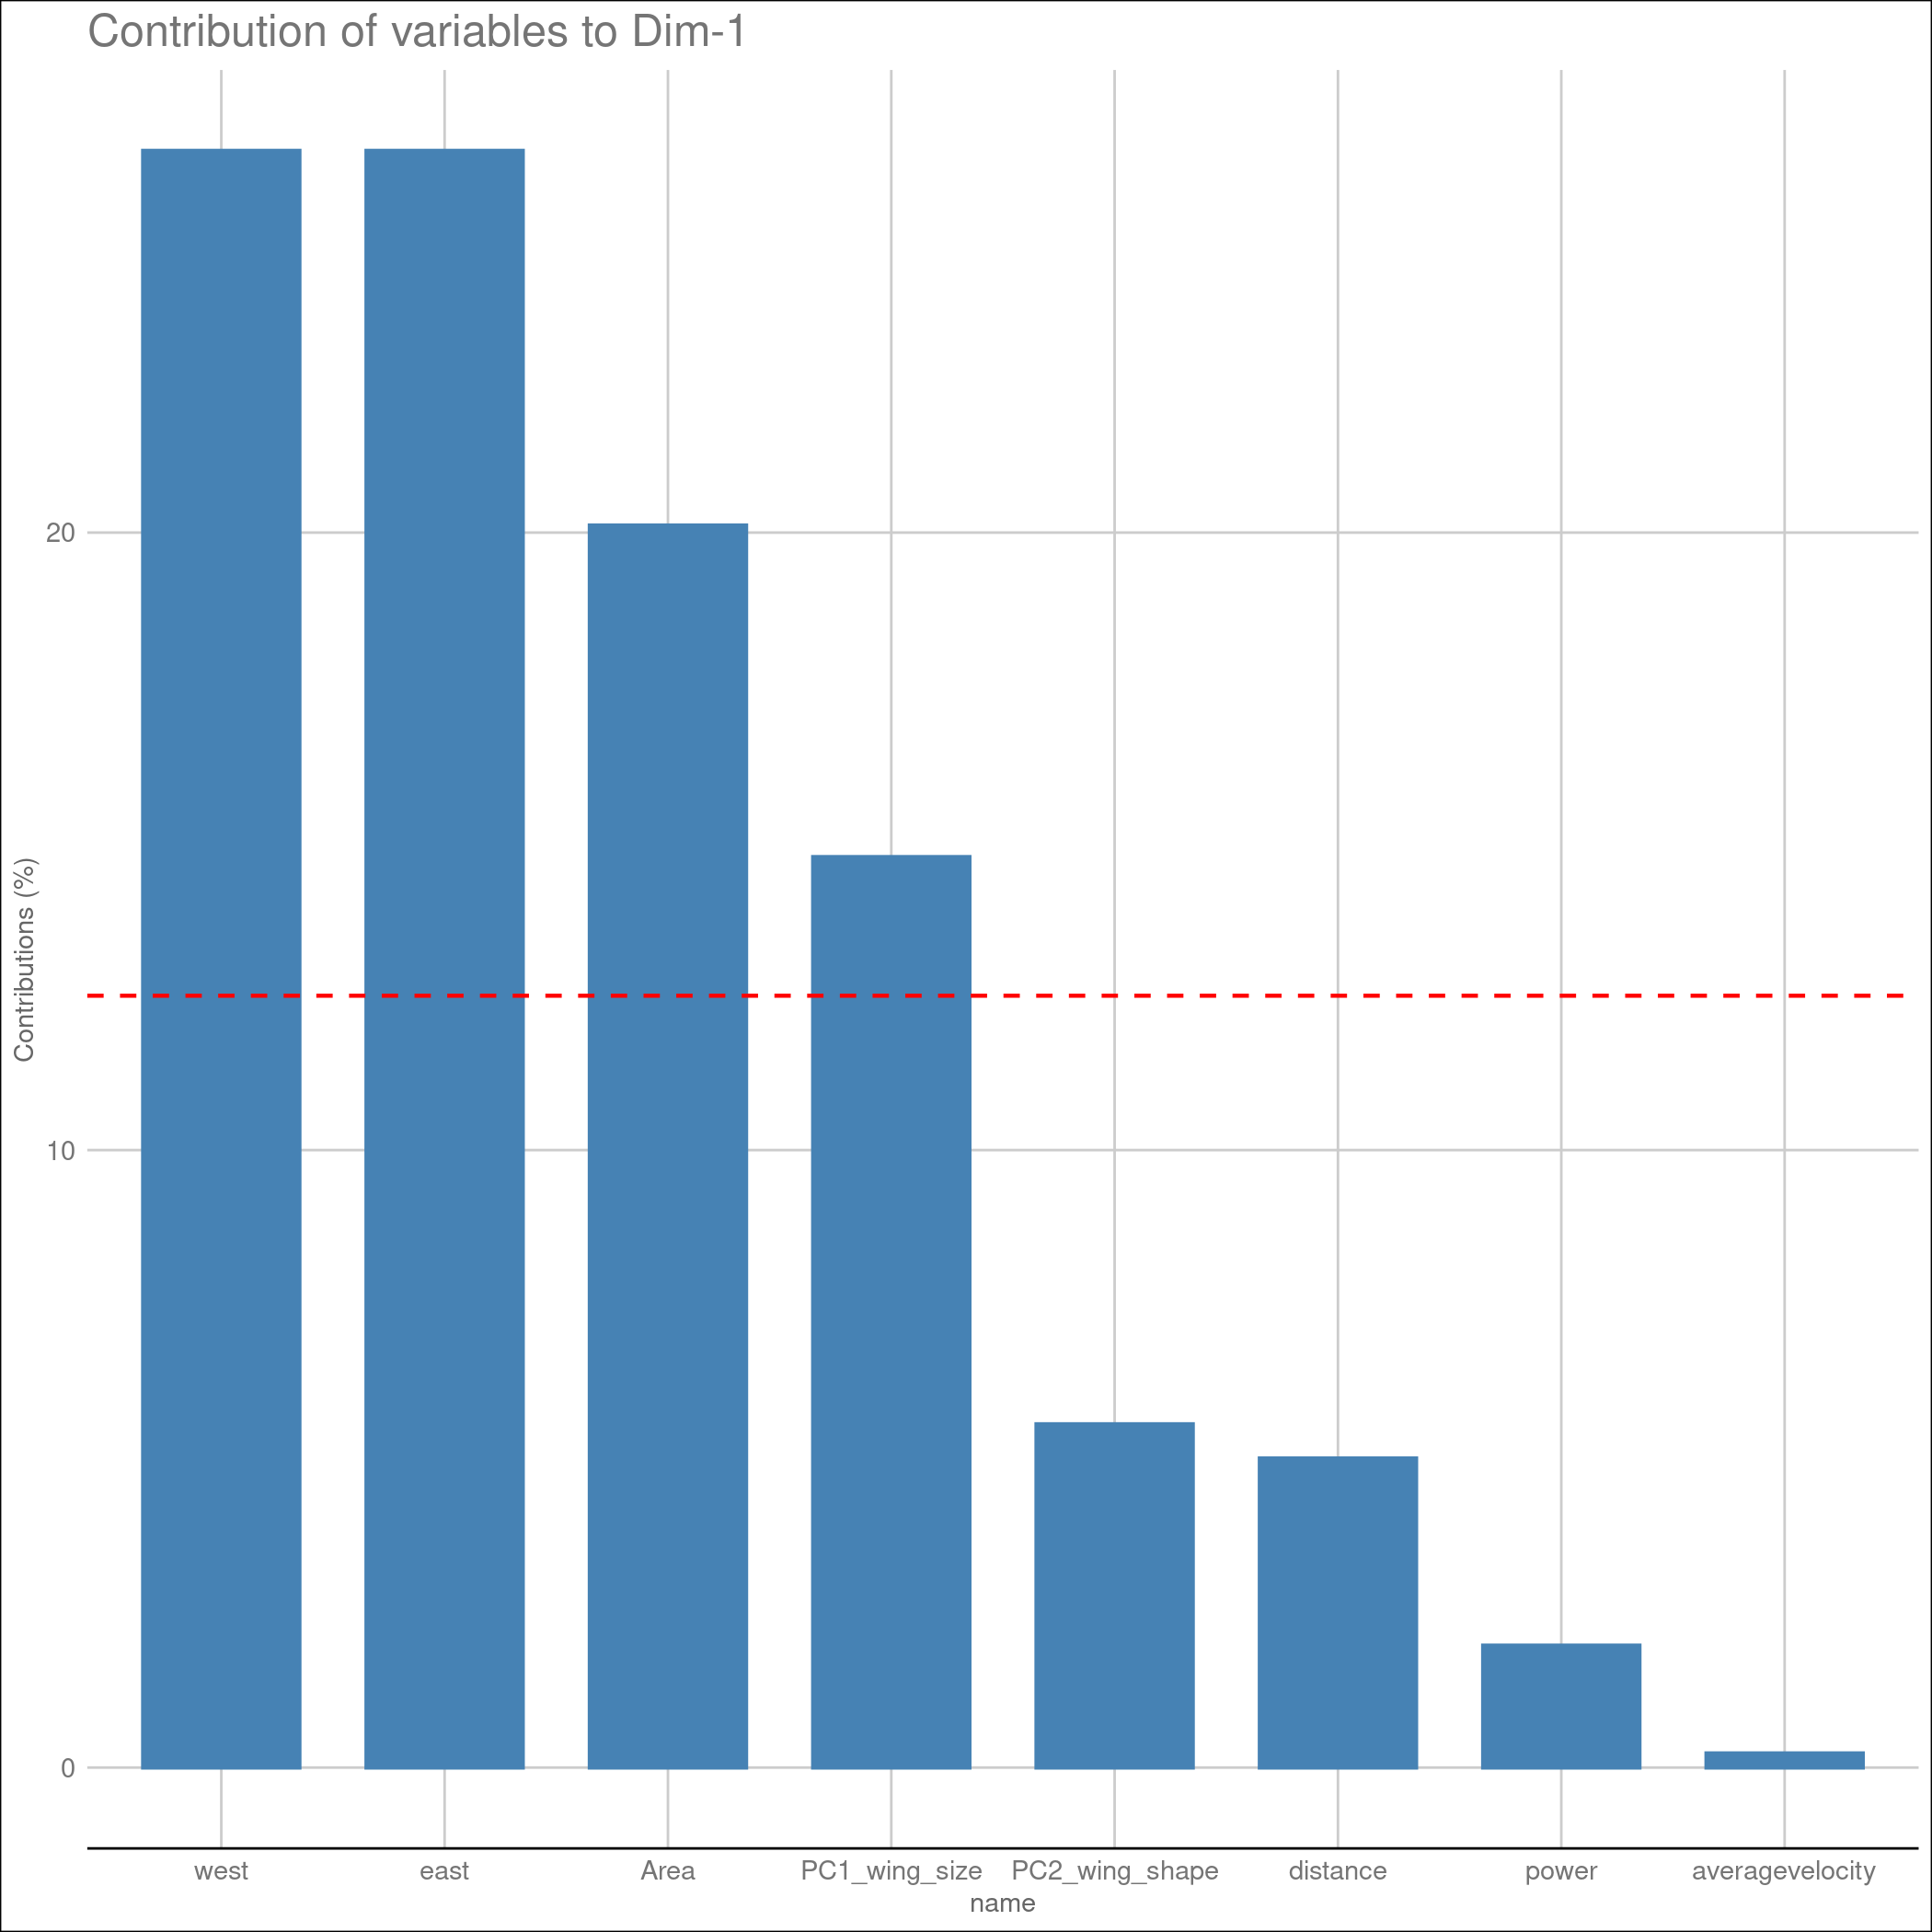 Contribution of variables to Dim-1
Contributions (%)
20
10
0
west east Area PC1_wing_size PC2_wing_shape distance power averagevelocity
name